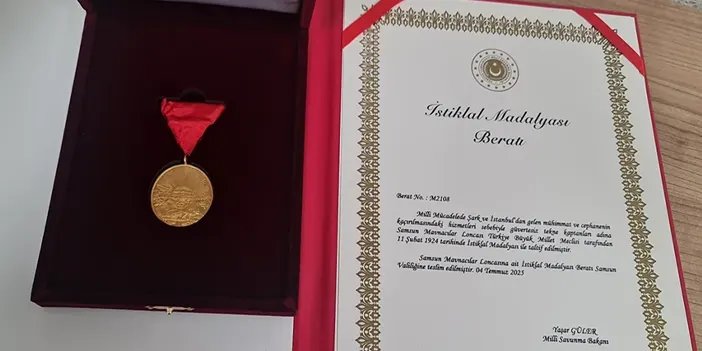 İstiklal Madalyası
Beratı
Berat No. : M2108
Milli Mücadelede Şark ve İstanbul'dan gelen mühimmat ve cephanenin
kaçırılmasındaki hizmetleri sebebiyle güvertesiz tekne kaptanları adına
Samsun Mavnacılar Loncası Türkiye Büyük Millet Meclisi tarafından
11 Şubat 1924 tarihinde İstiklal Madalyası ile taltif edilmiştir.
Samsun Mavnacılar Loncasına ait İstiklal Madalyası Beratı Samsun
Valiliğine teslim edilmiştir. 04 Temmuz 2025
Yaşar GÜLER
Milli Savunma Bakanı